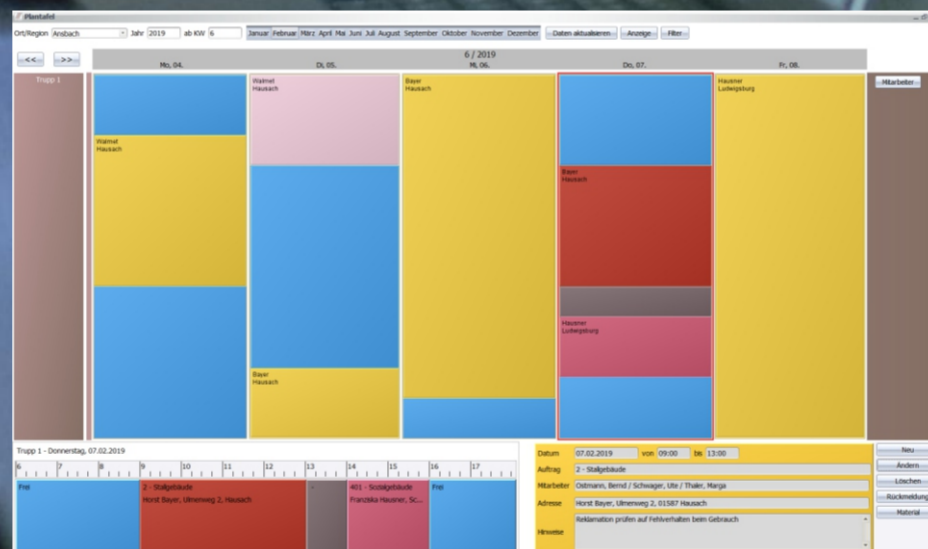 Plantafel
Ort/Region Ansbach Jahr 2019 ab KW 6 Januar Februar März April Mai Juni Juli August September Oktober November Dezember Daten aktualisieren Anzeige Filter
<< >>
6 / 2019
Mo, 04. Di, 05. Mi, 06. Do, 07. Fr, 08.
Trupp 1
Mitarbeiter
Walmet
Hausach
Walmet
Hausach
Bayer
Hausach
Bayer
Hausach
Bayer
Hausach
Hausner
Ludwigsburg
Hausner
Ludwigsburg
Trupp 1 - Donnerstag, 07.02.2019
6 7 8 9 10 11 12 13 14 15 16 17
Frei
2 - Stallgebäude
Horst Bayer, Ulmenweg 2, Hausach
-
401 - Sozialgebäude
Franziska Hausner, Sc...
Frei
Datum 07.02.2019 von 09:00 bis 13:00
Auftrag 2 - Stallgebäude
Mitarbeiter Ostmann, Bernd / Schwager, Ute / Thaler, Marga
Adresse Horst Bayer, Ulmenweg 2, 01587 Hausach
Hinweise Reklamation prüfen auf Fehlverhalten beim Gebrauch
Neu
Ändern
Löschen
Rückmeldung
Material